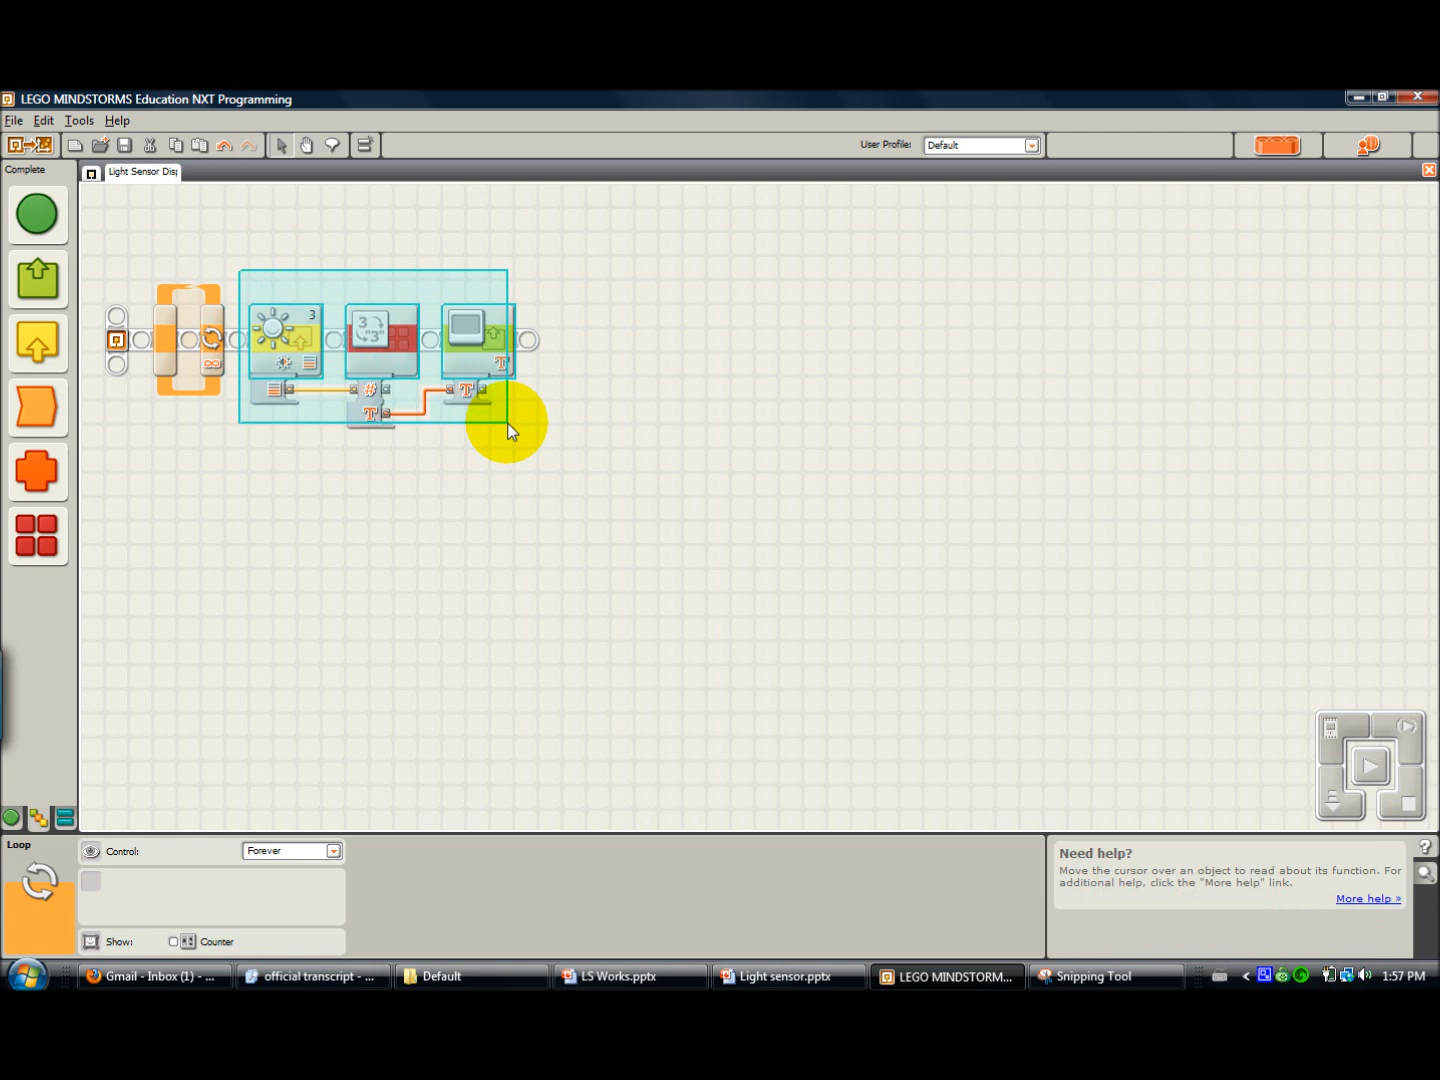 LEGO MINDSTORMS Education NXT Programming
File Edit Tools Help
User Profile: Default
Complete
Light Sensor Disp
3
3 "3"
#
T
T
T
Loop
Control: Forever
Show: Counter
Need help?
Move the cursor over an object to read about its function. For
additional help, click the "More help" link.
More help »
Gmail - Inbox (1) - ...
official transcript - ...
Default
LS Works.pptx
Light sensor.pptx
LEGO MINDSTORM...
Snipping Tool
1:57 PM